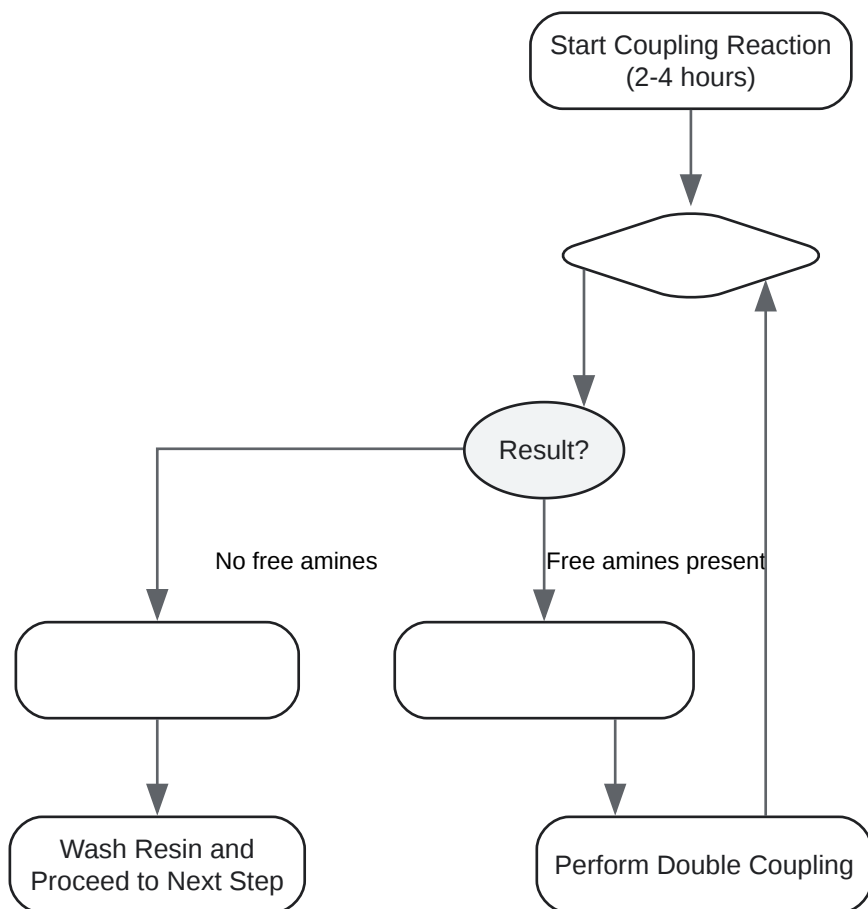 Start Coupling Reaction
(2-4 hours)
Result?
No free amines
Free amines present
Wash Resin and
Proceed to Next Step
Perform Double Coupling